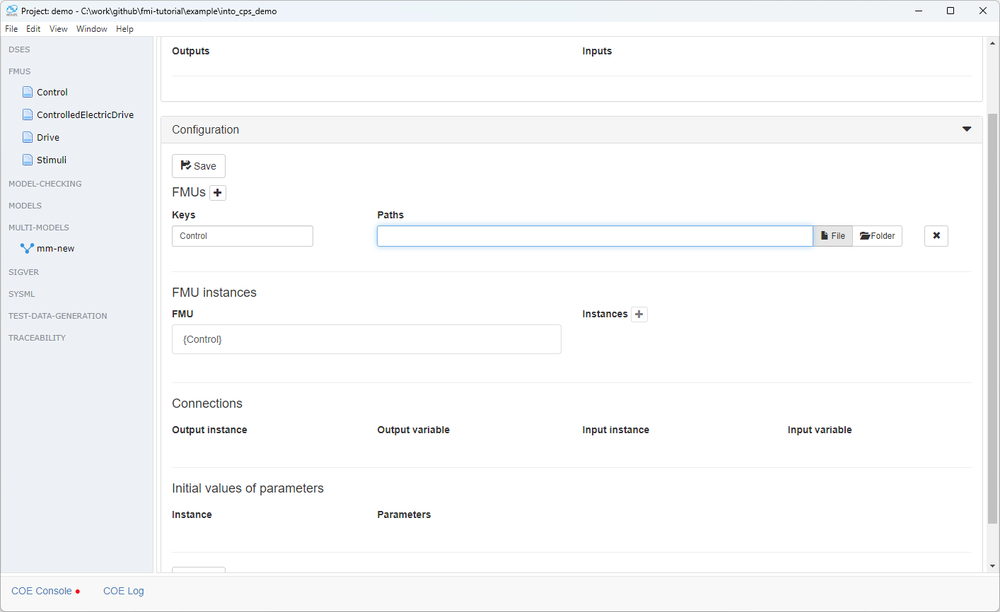 Project: demo - C:\work\github\fmi-tutorial\example\into_cps_demo
File Edit View Window Help
DSES
FMUS
Control
ControlledElectricDrive
Drive
Stimuli
MODEL-CHECKING
MODELS
MULTI-MODELS
mm-new
SIGVER
SYSML
TEST-DATA-GENERATION
TRACEABILITY
Outputs Inputs
Configuration
Save
FMUs
Keys Paths
Control File Folder
FMU instances
FMU Instances
{Control}
Connections
Output instance Output variable Input instance Input variable
Initial values of parameters
Instance Parameters
COE Console COE Log